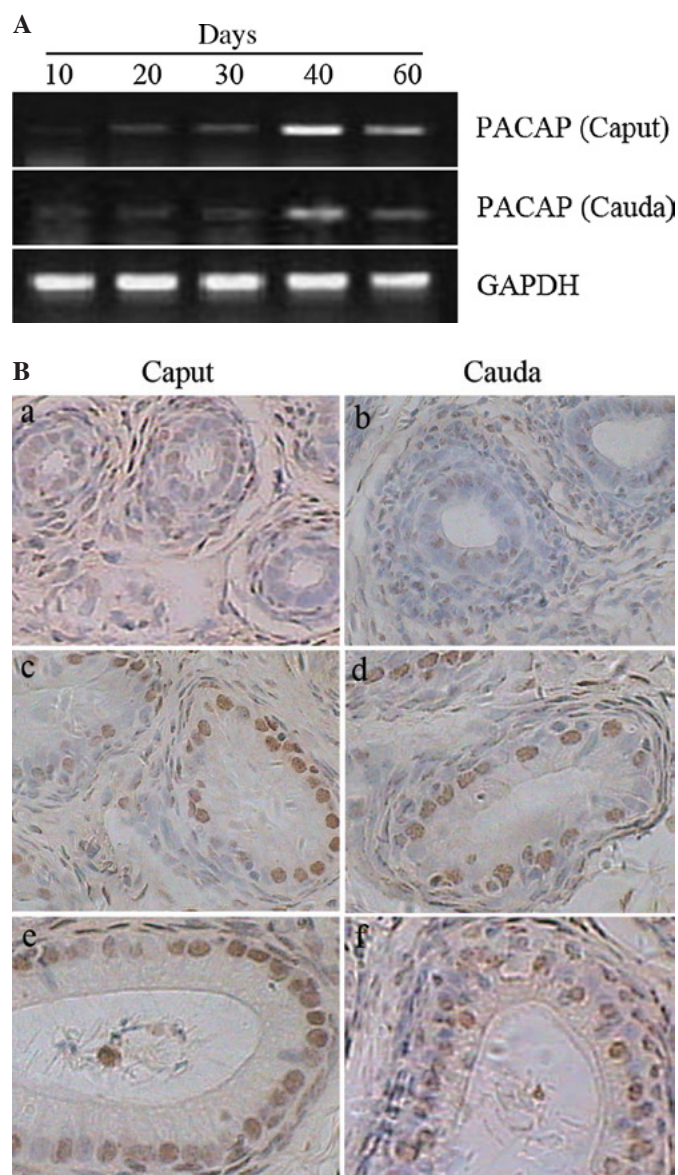 A
Days
10 20 30 40 60
PACAP (Caput)
PACAP (Cauda)
GAPDH
B Caput Cauda
a b
c d
e f